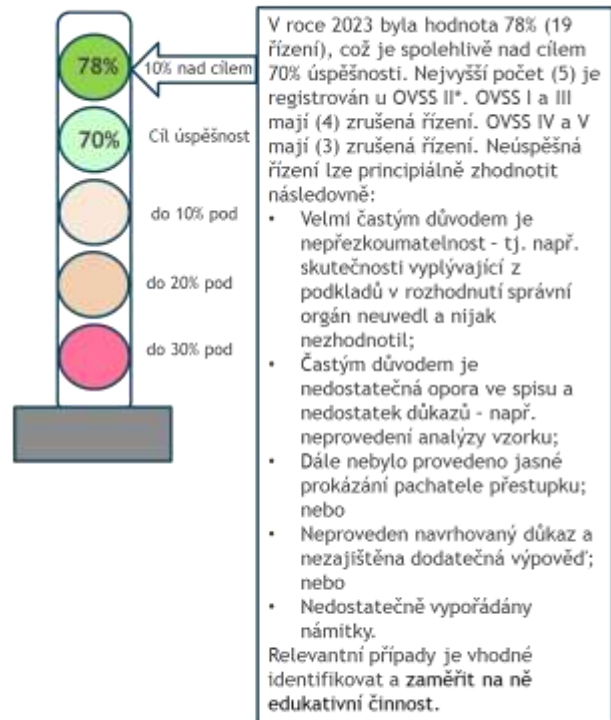 78%
10% nad cílem
70%
Cíl úspěšnost
do 10% pod
do 20% pod
do 30% pod
V roce 2023 byla hodnota 78% (19
řízení), což je spolehlivě nad cílem
70% úspěšnosti. Nejvyšší počet (5) je
registrován u OVSS II*. OVSS I a III
mají (4) zrušená řízení. OVSS IV a V
mají (3) zrušená řízení. Neúspěšná
řízení lze principiálně zhodnotit
následovně:
• Velmi častým důvodem je
nepřezkoumatelnost - tj. např.
skutečnosti vyplývající z
podkladů v rozhodnutí správní
orgán neuvedl a nijak
nezhodnotil;
• Častým důvodem je
nedostatečná opora ve spisu a
nedostatek důkazů - např.
neprovedení analýzy vzorku;
• Dále nebylo provedeno jasné
prokázání pachatele přestupku;
nebo
• Neproveden navrhovaný důkaz a
nezajištěna dodatečná výpověď;
nebo
• Nedostatečně vypořádány
námitky.
Relevantní případy je vhodné
identifikovat a zaměřit na ně
edukativní činnost.